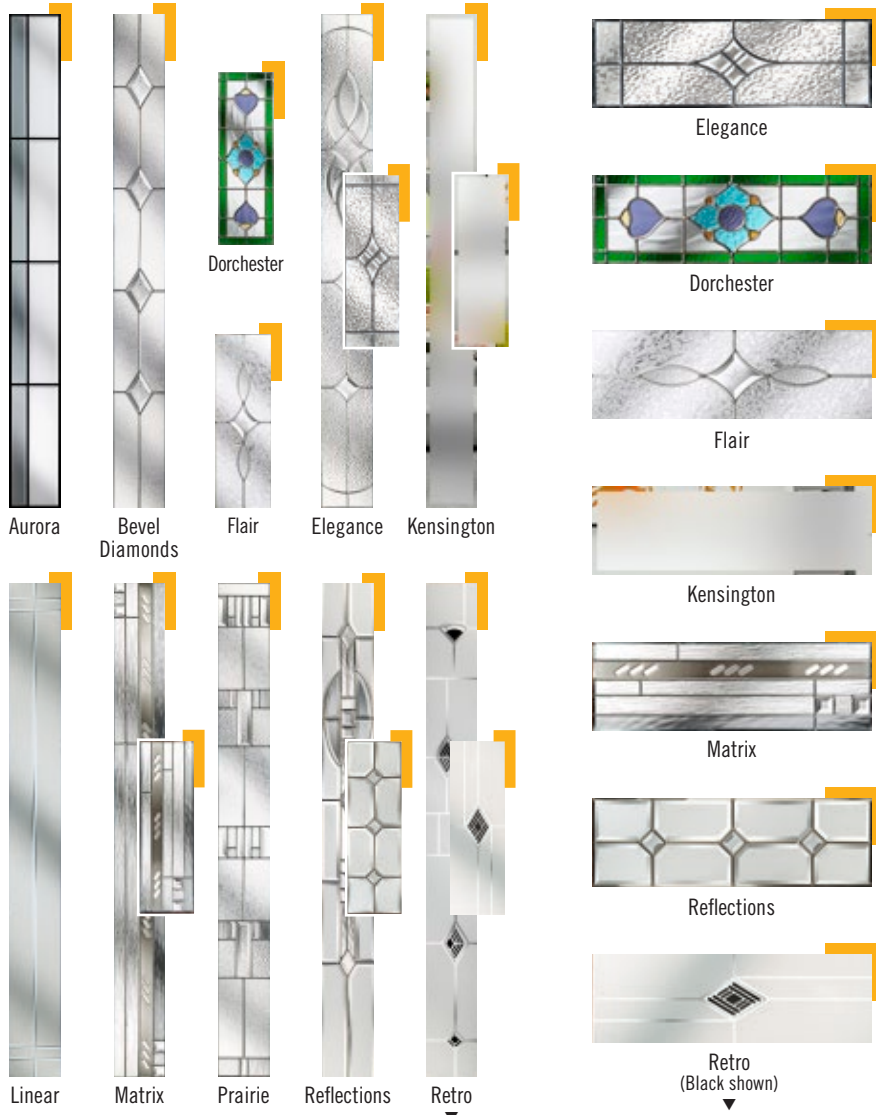 Dorchester
Aurora
Bevel
Diamonds
Flair
Elegance
Kensington
Linear
Matrix
Prairie
Reflections
Retro
▼
Elegance
Dorchester
Flair
Kensington
Matrix
Reflections
Retro
(Black shown)
▼